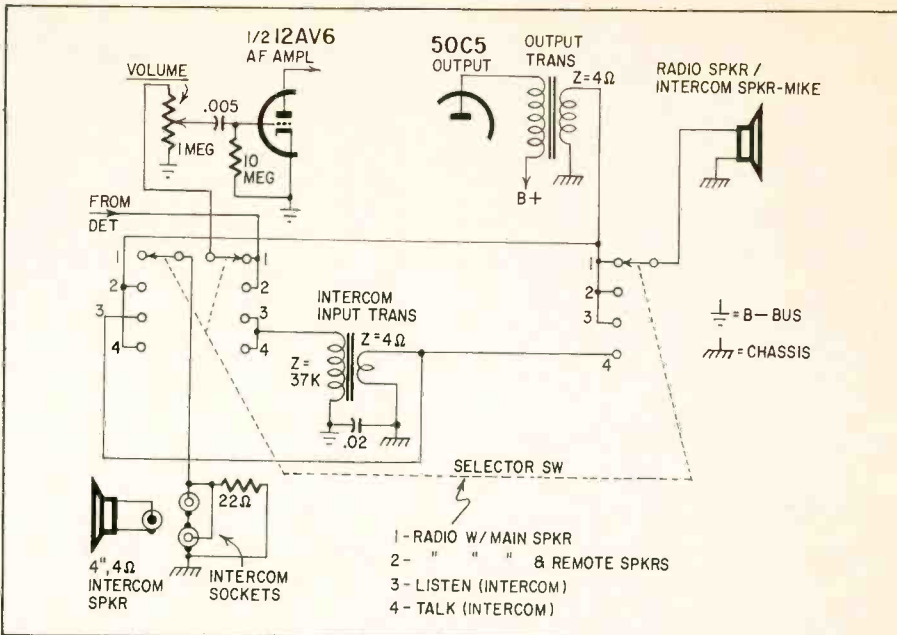 1/2 12AV6
AF AMPL
50C5
OUTPUT
OUTPUT
TRANS
Z=4Ω
RADIO SPKR /
INTERCOM SPKR-MIKE
VOLUME
.005
1 MEG
10
MEG
B+
FROM
DET
1
2
3
4
1
2
3
4
1
2
3
4
INTERCOM
INPUT TRANS
Z=
37K
Z=4Ω
.02
= B- BUS
= CHASSIS
SELECTOR SW
22Ω
4", 4Ω
INTERCOM
SPKR
INTERCOM
SOCKETS
1 - RADIO W/MAIN SPKR
2 - " " " & REMOTE SPKRS
3 - LISTEN (INTERCOM)
4 - TALK (INTERCOM)